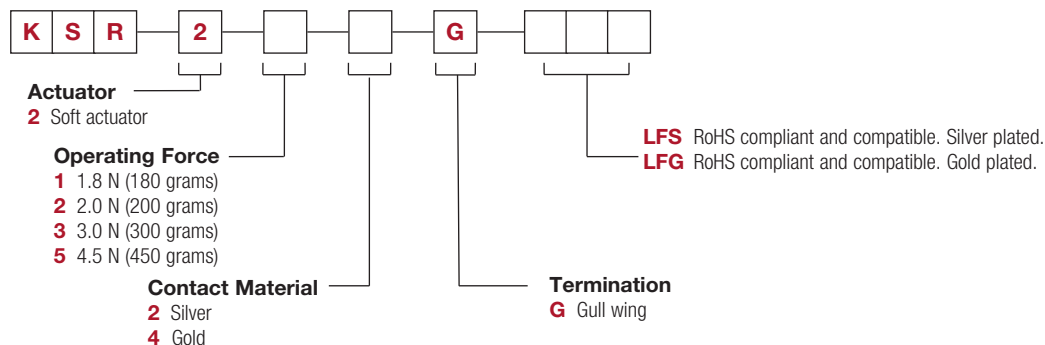 K S R 2 G
Actuator
2 Soft actuator
Operating Force
1 1.8 N (180 grams)
2 2.0 N (200 grams)
3 3.0 N (300 grams)
5 4.5 N (450 grams)
Contact Material
2 Silver
4 Gold
Termination
G Gull wing
LFS RoHS compliant and compatible. Silver plated.
LFG RoHS compliant and compatible. Gold plated.